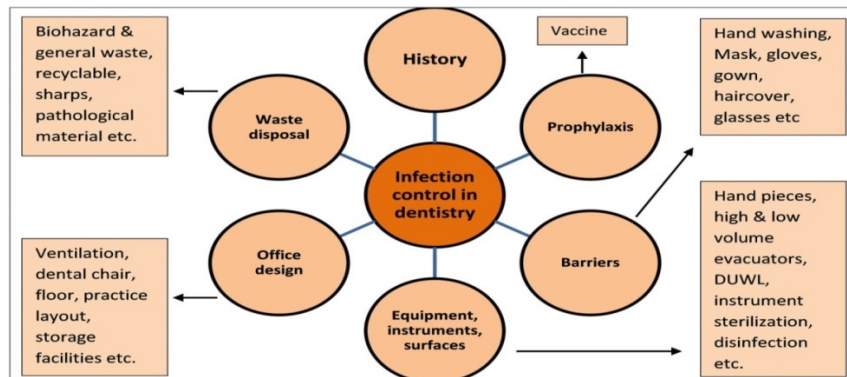 Biohazard &
general waste,
recyclable,
sharps,
pathological
material etc.
History
Vaccine
Hand washing,
Mask, gloves,
gown,
haircover,
glasses etc
Waste
disposal
Prophylaxis
Infection
control in
dentistry
Office
design
Barriers
Ventilation,
dental chair,
floor, practice
layout,
storage
facilities etc.
Equipment,
instruments,
surfaces
Hand pieces,
high & low
volume
evacuators,
DUWL,
instrument
sterilization,
disinfection
etc.